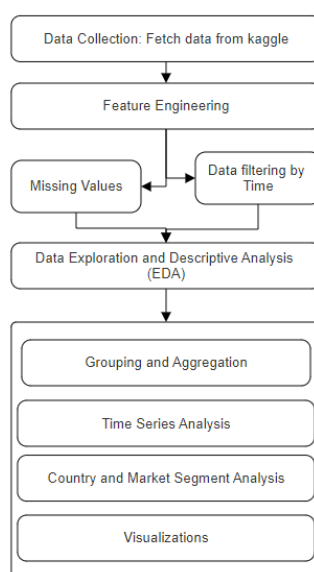 Data Collection: Fetch data from kaggle
Feature Engineering
Missing Values
Data filtering by
Time
Data Exploration and Descriptive Analysis
(EDA)
Grouping and Aggregation
Time Series Analysis
Country and Market Segment Analysis
Visualizations